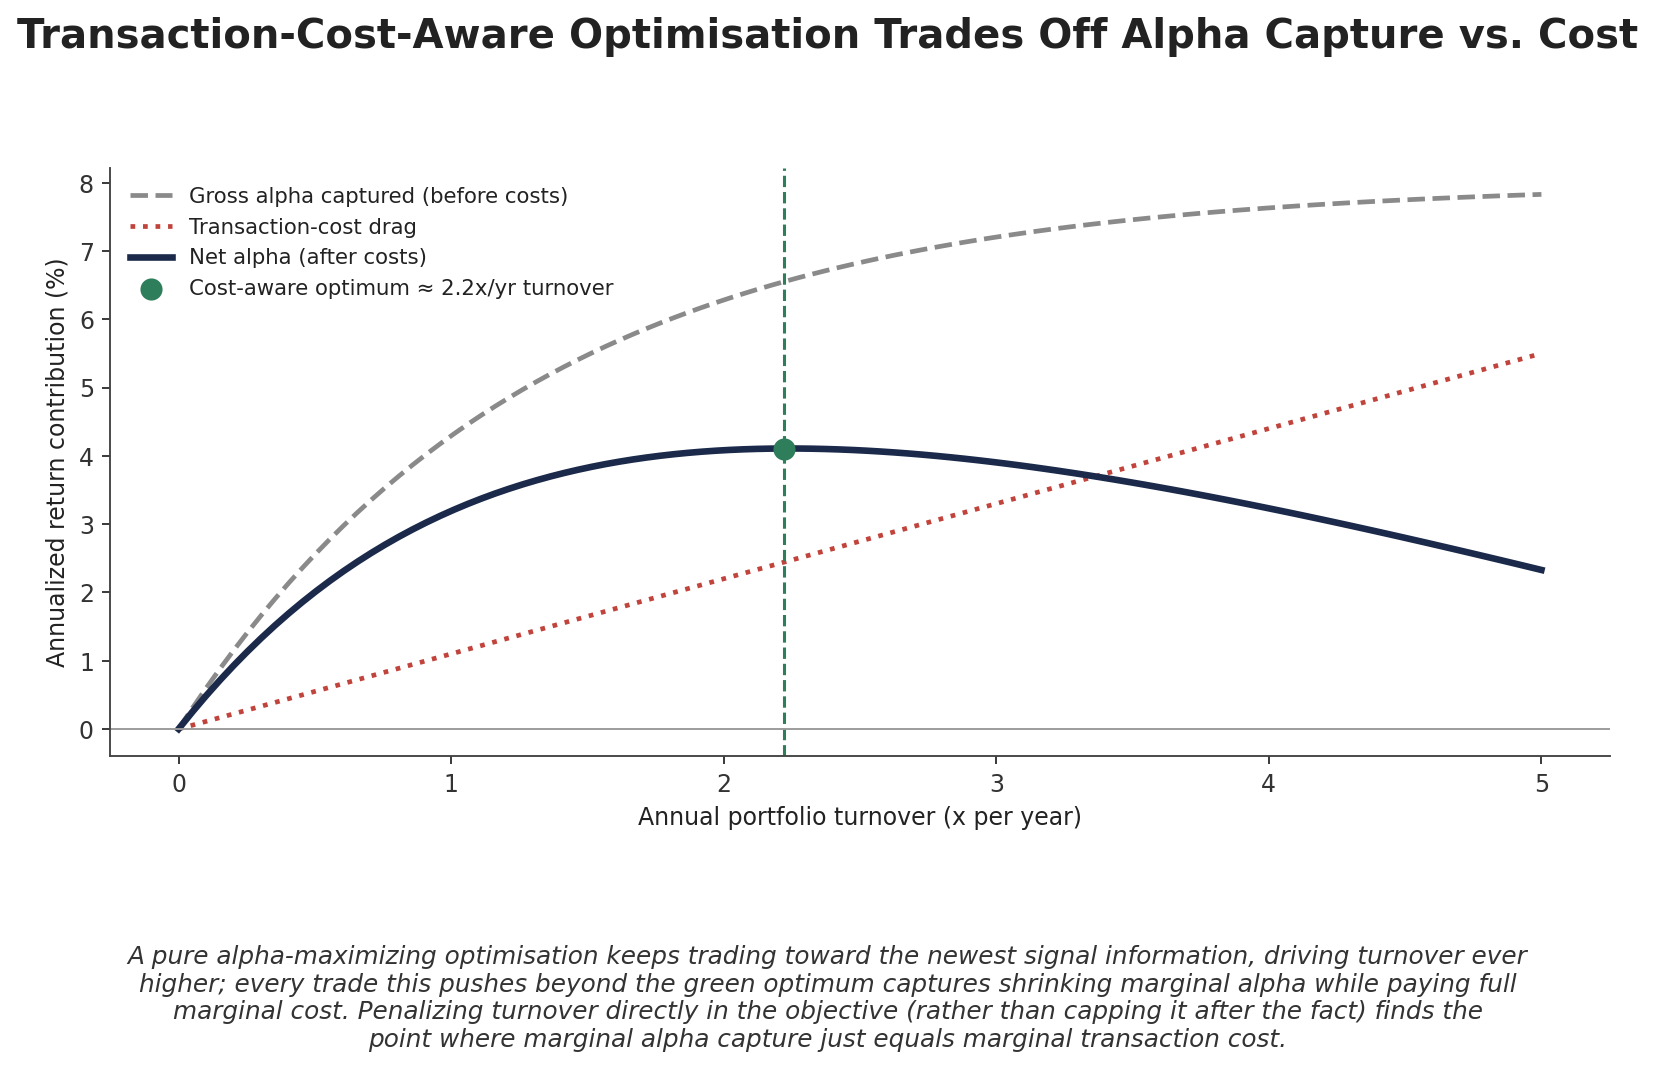 Transaction-Cost-Aware Optimisation Trades Off Alpha Capture vs. Cost
Gross alpha captured (before costs)
Transaction-cost drag
Net alpha (after costs)
Cost-aware optimum ≈ 2.2x/yr turnover
Annualized return contribution (%)
8
7
6
5
4
3
2
1
0
0
1
2
3
4
5
Annual portfolio turnover (x per year)
A pure alpha-maximizing optimisation keeps trading toward the newest signal information, driving turnover ever
higher; every trade this pushes beyond the green optimum captures shrinking marginal alpha while paying full
marginal cost. Penalizing turnover directly in the objective (rather than capping it after the fact) finds the
point where marginal alpha capture just equals marginal transaction cost.